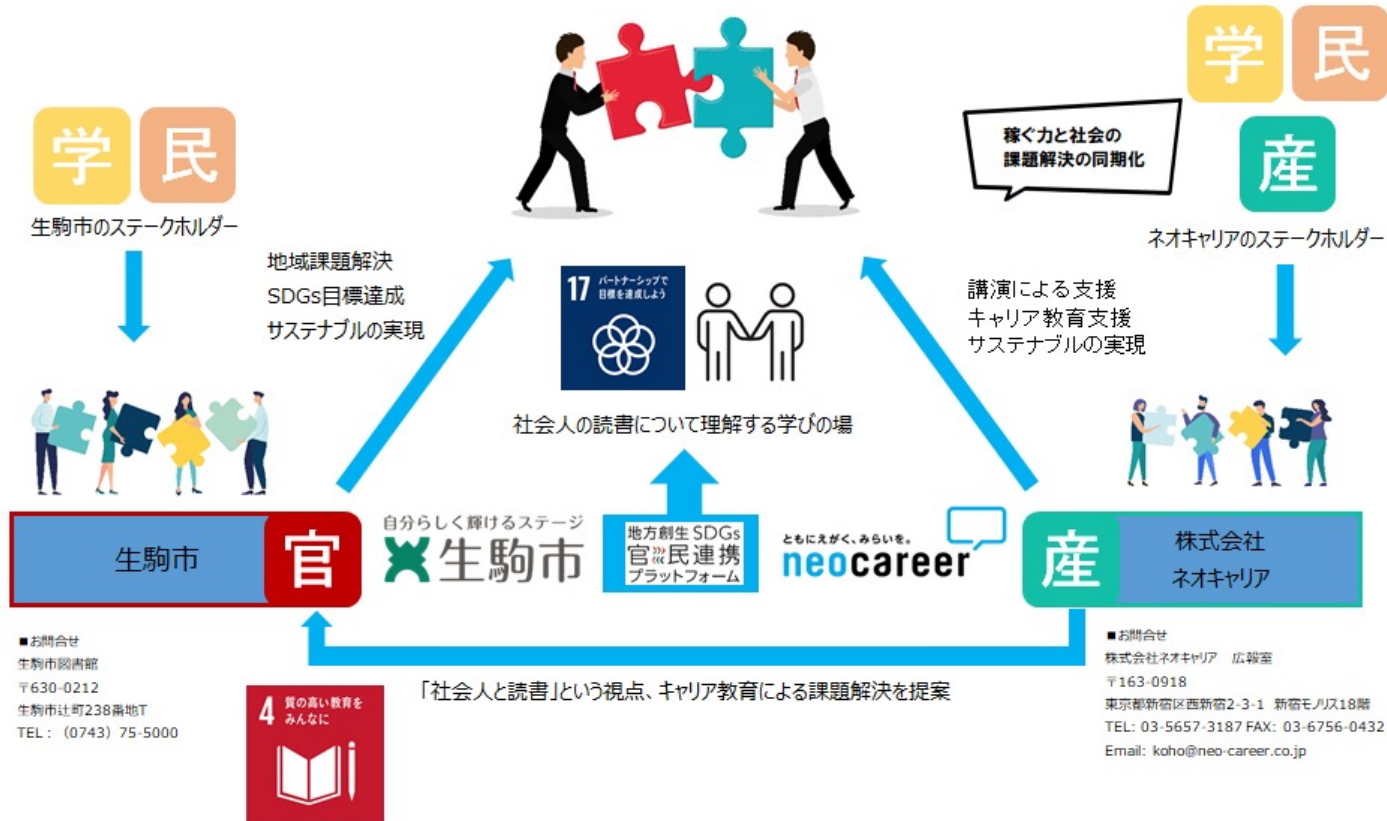 学 民
生駒市のステークホルダー
学 民
産
稼ぐ力と社会の
課題解決の同期化
ネオキャリアのステークホルダー
地域課題解決
SDGs目標達成
サステナブルの実現
17 パートナーシップで
目標を達成しよう
講演による支援
キャリア教育支援
サステナブルの実現
社会人の読書について理解する学びの場
生駒市 官
自分らしく輝けるステージ
生駒市
地方創生SDGs
官民連携
プラットフォーム
ともにえがく、みらいを。
neocareer
産
株式会社
ネオキャリア
■お問合せ
生駒市図書館
〒630-0212
生駒市辻町238番地T
TEL：（0743）75-5000
4 質の高い教育を
みんなに
「社会人と読書」という視点、キャリア教育による課題解決を提案
■お問合せ
株式会社ネオキャリア　広報室
〒163-0918
東京都新宿区西新宿2-3-1 新宿モノリス18階
TEL: 03-5657-3187 FAX: 03-6756-0432
Email: koho@neo-career.co.jp